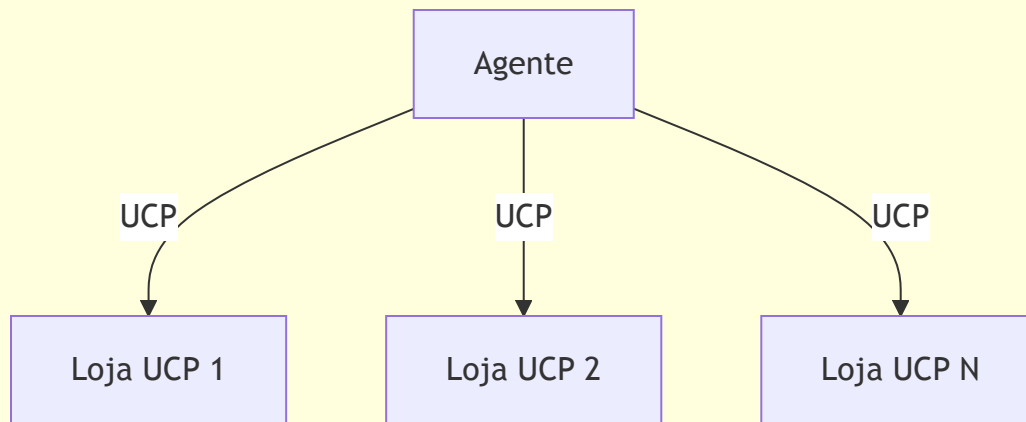 Agente
UCP
UCP
UCP
Loja UCP 1
Loja UCP 2
Loja UCP N